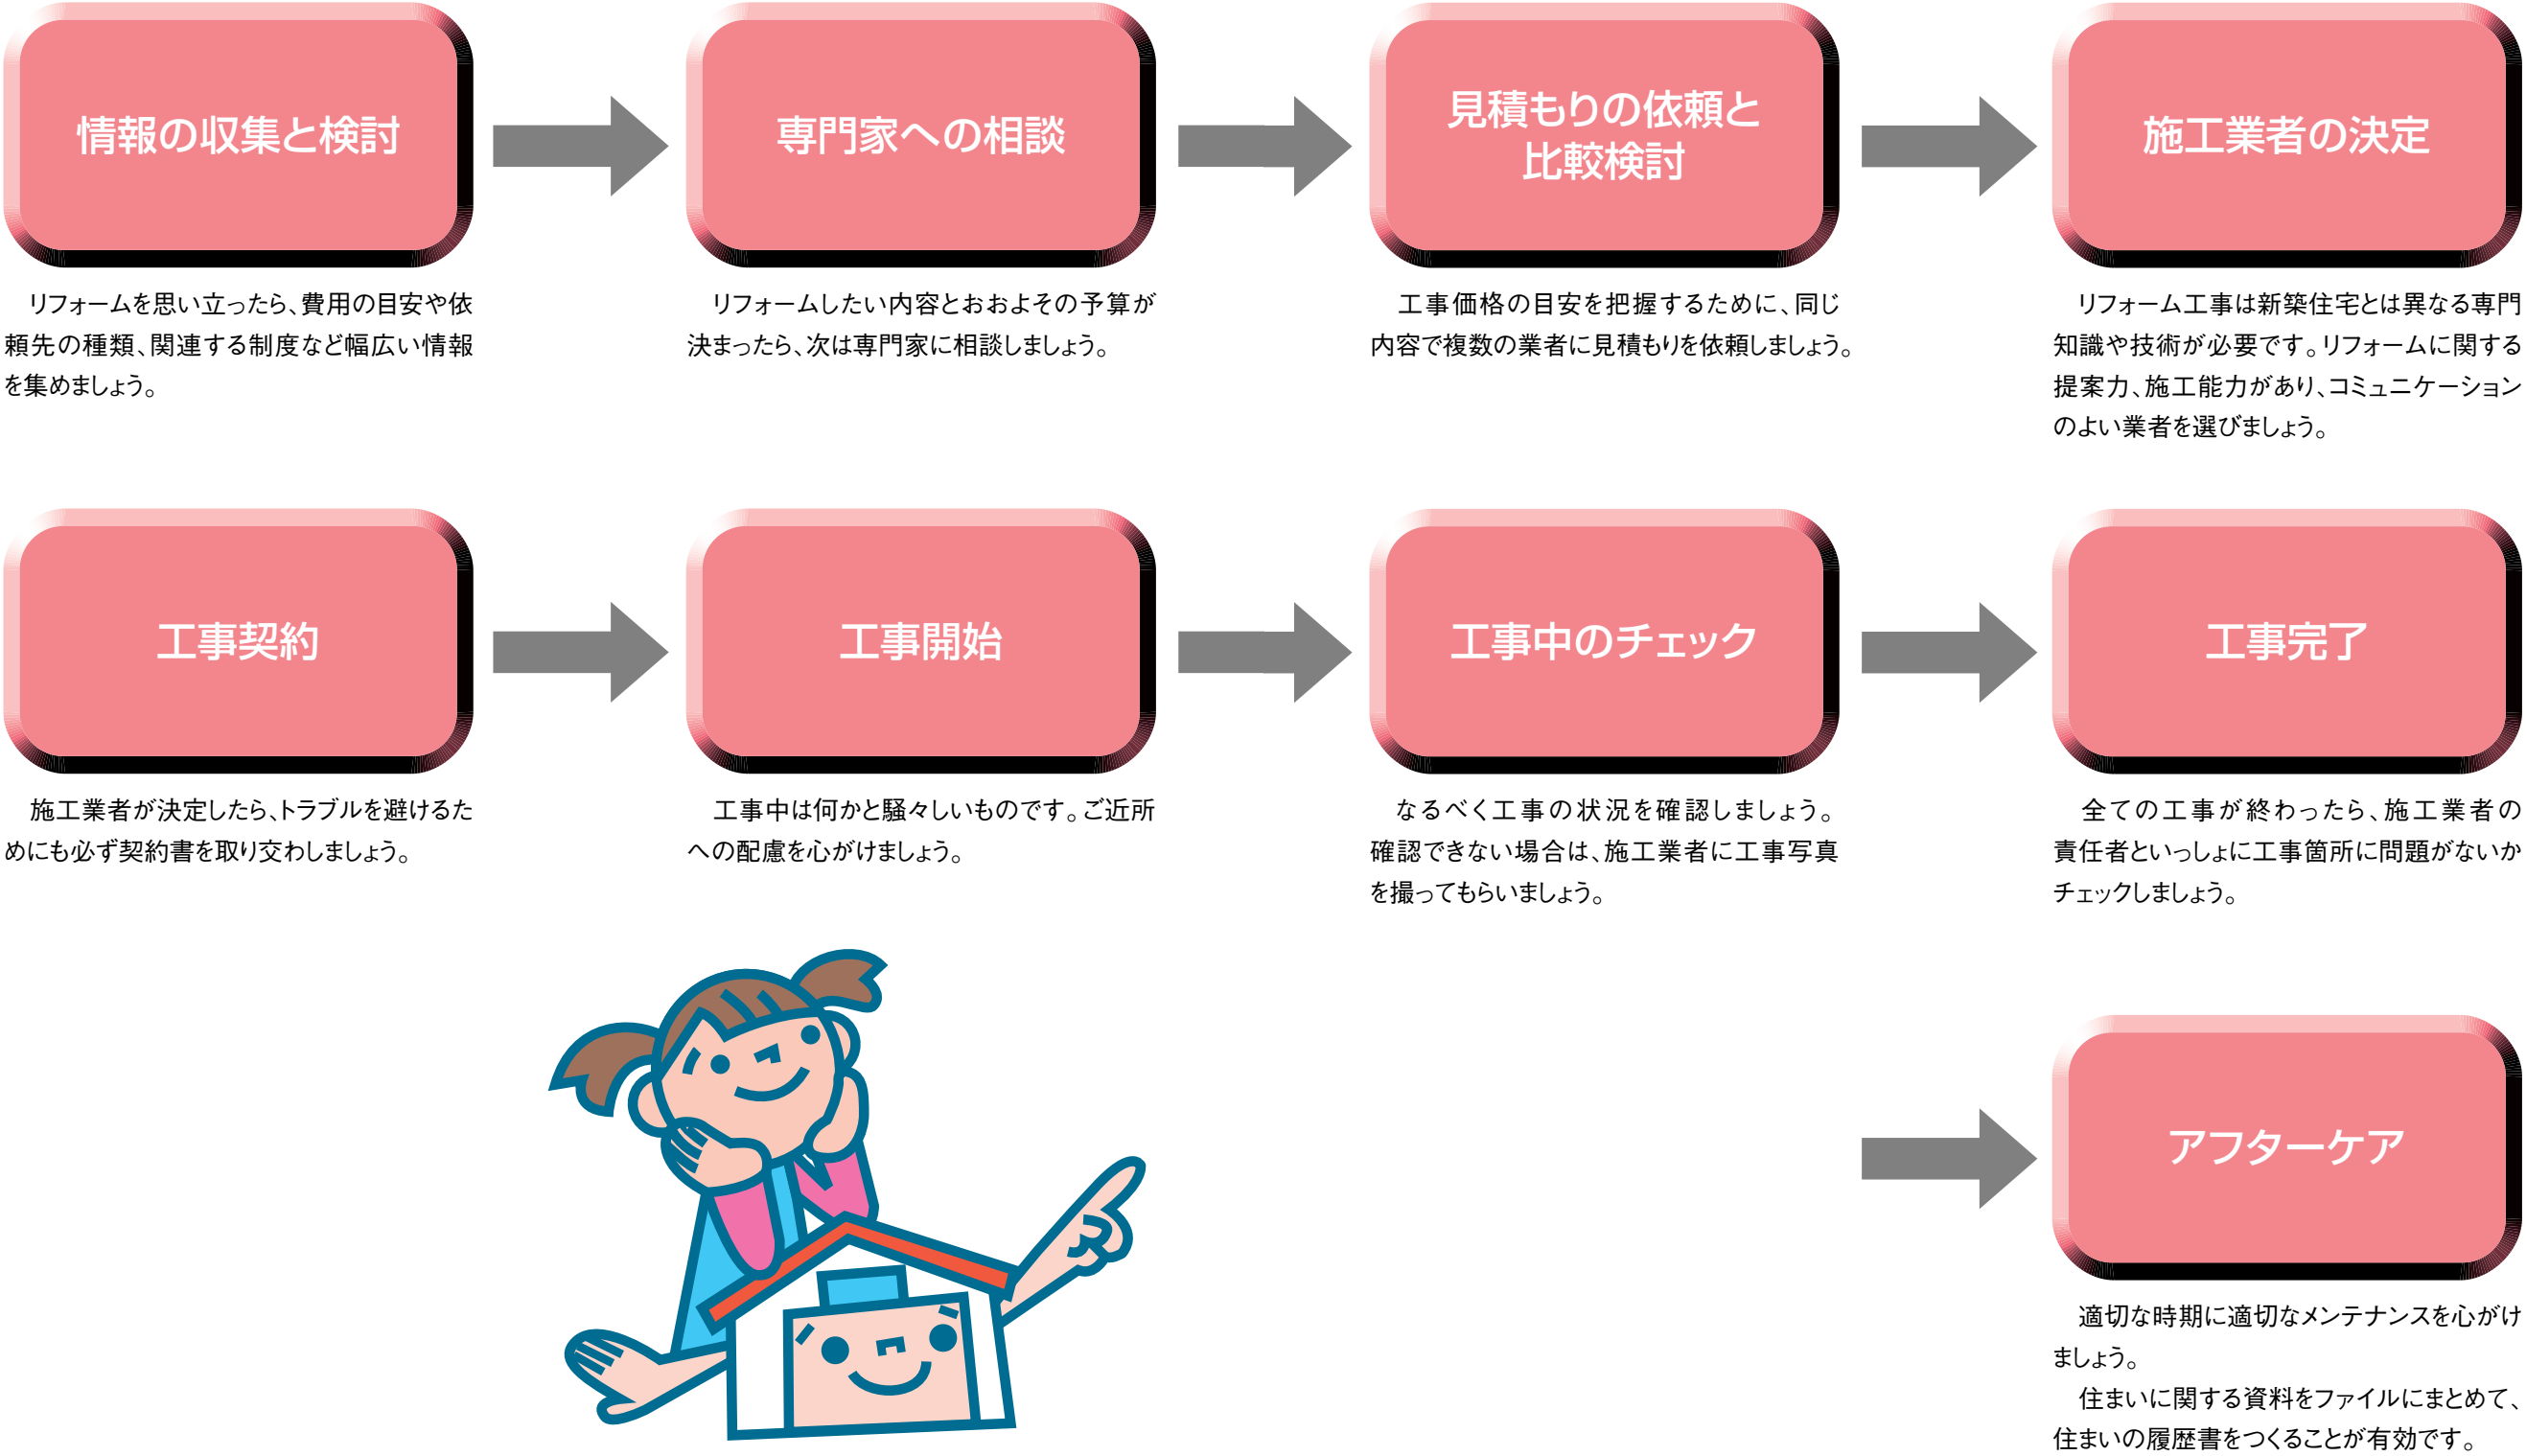 情報の収集と検討
リフォームを思い立ったら、費用の目安や依
頼先の種類、関連する制度など幅広い情報
を集めましょう。
専門家への相談
リフォームしたい内容とおおよその予算が
決まったら、次は専門家に相談しましょう。
見積もりの依頼と
比較検討
工事価格の目安を把握するために、同じ
内容で複数の業者に見積もりを依頼しましょう。
施工業者の決定
リフォーム工事は新築住宅とは異なる専門
知識や技術が必要です。リフォームに関する
提案力、施工能力があり、コミュニケーション
のよい業者を選びましょう。
工事契約
施工業者が決定したら、トラブルを避けるた
めにも必ず契約書を取り交わしましょう。
工事開始
工事中は何かと騒々しいものです。ご近所
への配慮を心がけましょう。
工事中のチェック
なるべく工事の状況を確認しましょう。
確認できない場合は、施工業者に工事写真
を撮ってもらいましょう。
工事完了
全ての工事が終わったら、施工業者の
責任者といっしょに工事箇所に問題がないか
チェックしましょう。
アフターケア
適切な時期に適切なメンテナンスを心がけ
ましょう。
住まいに関する資料をファイルにまとめて、
住まいの履歴書をつくることが有効です。